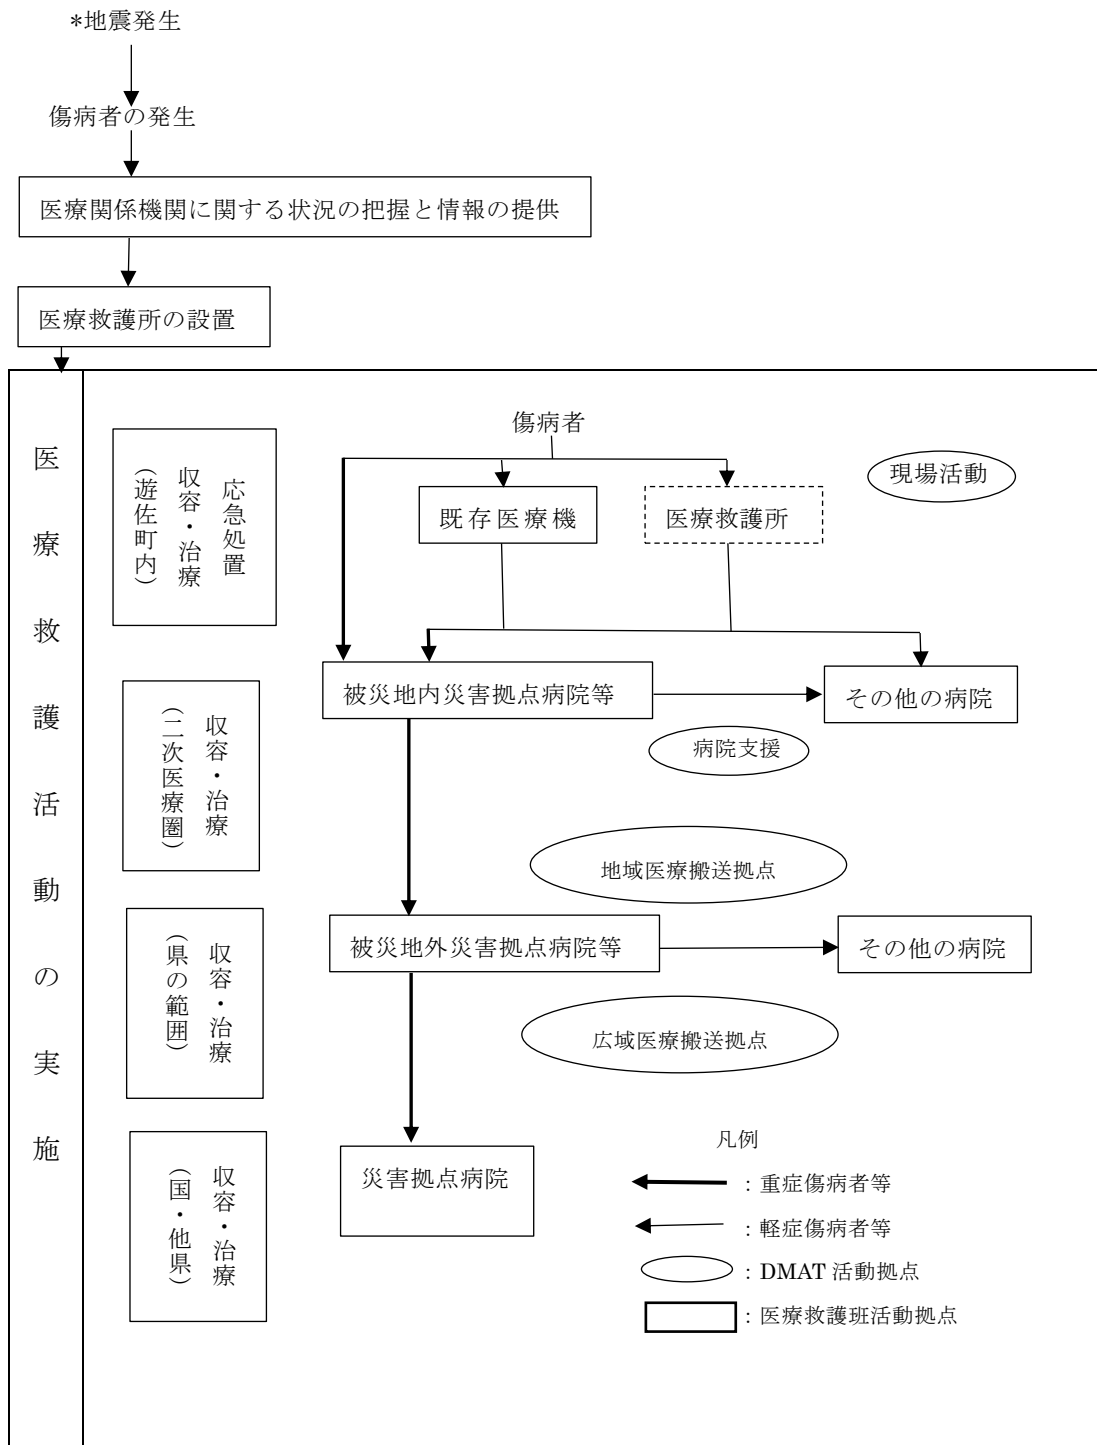 *地震発生
傷病者の発生
医療関係機関に関する状況の把握と情報の提供
医療救護所の設置
医療救護活動の実施
応急処置
収容・治療
(遊佐町内)
傷病者
現場活動
既存医療機
医療救護所
収容・治療
(二次医療圏)
被災地内災害拠点病院等
その他の病院
病院支援
地域医療搬送拠点
収容・治療
(県の範囲)
被災地外災害拠点病院等
その他の病院
広域医療搬送拠点
収容・治療
(国・他県)
災害拠点病院
凡例
：重症傷病者等
：軽症傷病者等
：DMAT 活動拠点
：医療救護班活動拠点